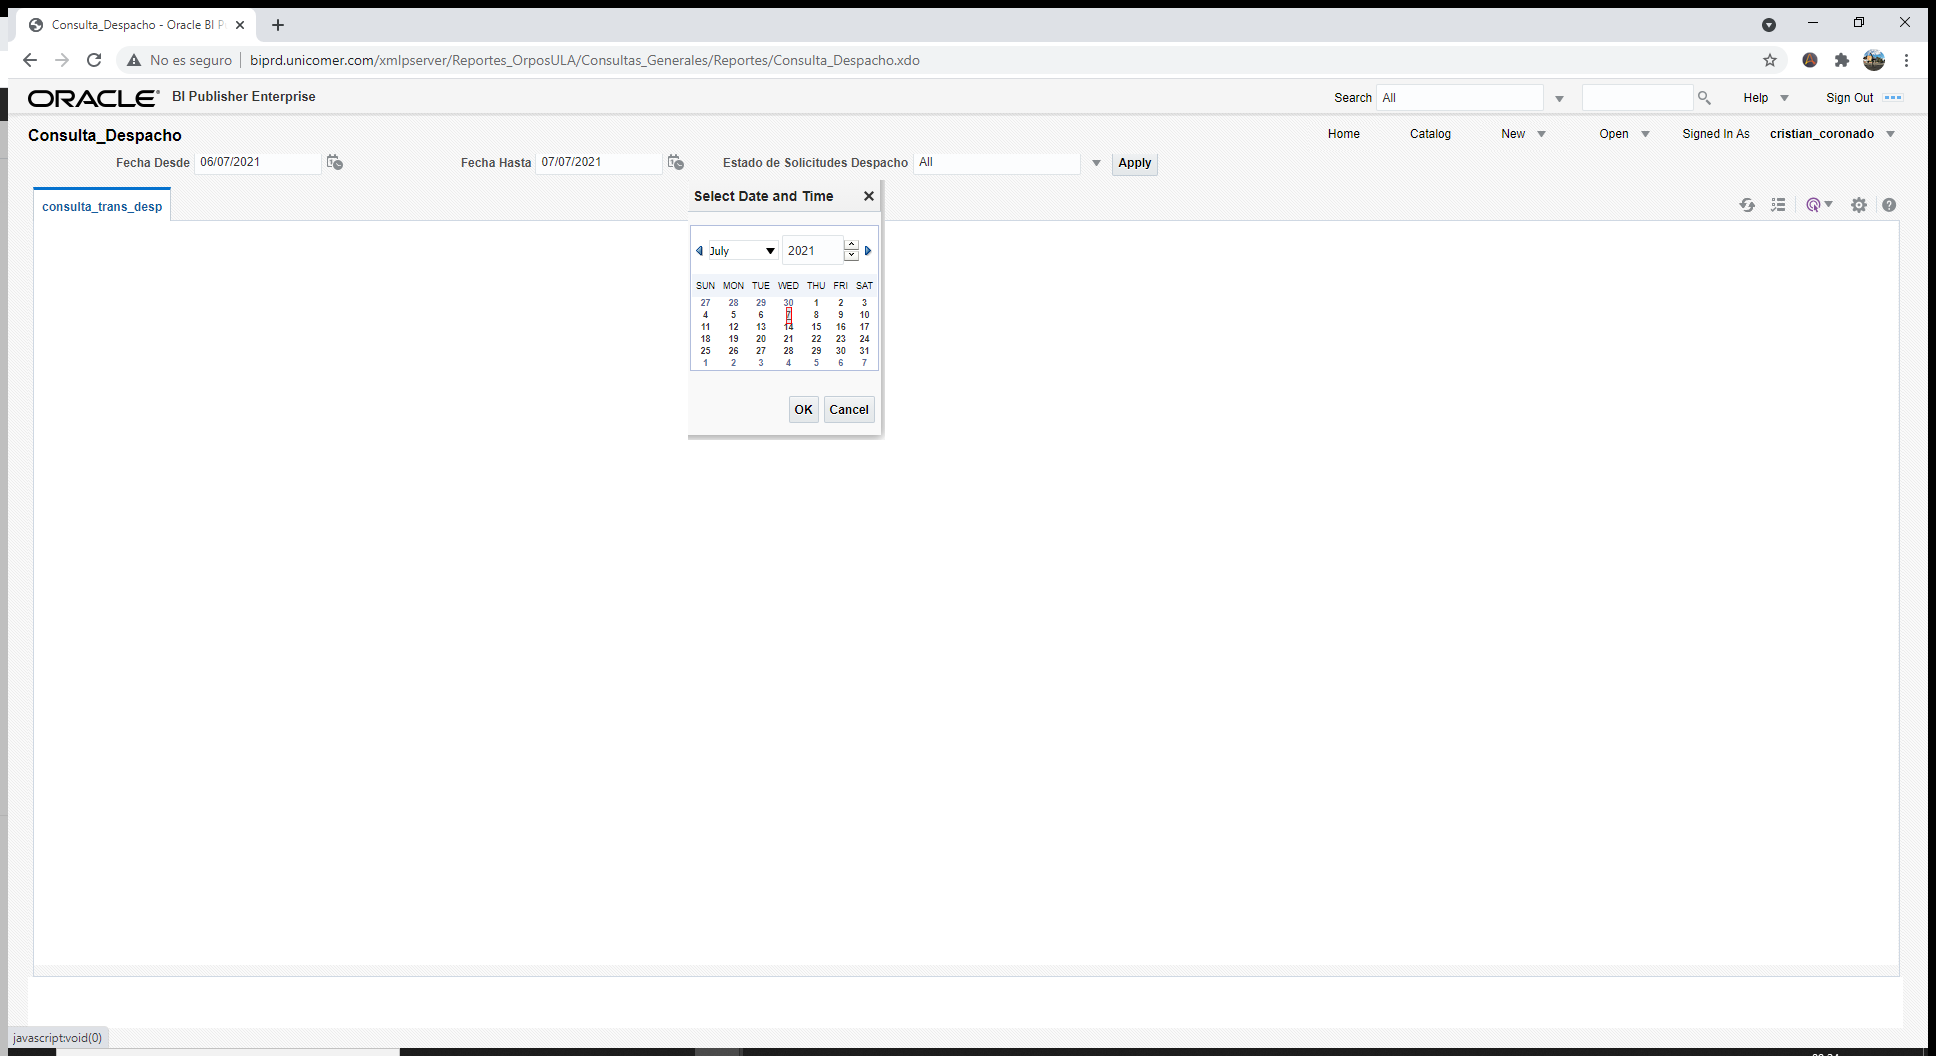 Consulta_Despacho - Oracle BI P
No es seguro | biprd.unicomer.com/xmlpserver/Reportes_OrposULA/Consultas_Generales/Reportes/Consulta_Despacho.xdo
ORACLE BI Publisher Enterprise Search All Help Sign Out
Consulta_Despacho Home Catalog New Open Signed In As cristian_coronado
Fecha Desde 06/07/2021 Fecha Hasta 07/07/2021 Estado de Solicitudes Despacho All Apply
consulta_trans_desp
Select Date and Time
July 2021
SUN MON TUE WED THU FRI SAT
27 28 29 30 1 2 3
4 5 6 7 8 9 10
11 12 13 14 15 16 17
18 19 20 21 22 23 24
25 26 27 28 29 30 31
1 2 3 4 5 6 7
OK Cancel
javascript:void(0)